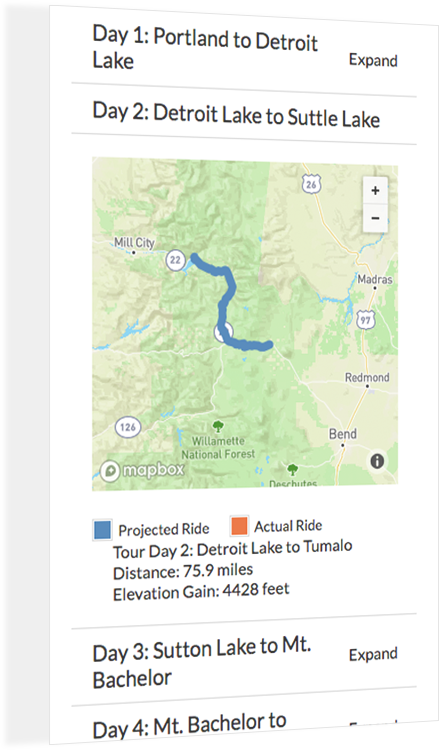 Day 1: Portland to Detroit
Lake
Expand
Day 2: Detroit Lake to Suttle Lake
26
+
−
Mill City
22
Madras
97
Redmond
126
Bend
Willamette
National Forest
mapbox
i
Deschutes
Projected Ride
Actual Ride
Tour Day 2: Detroit Lake to Tumalo
Distance: 75.9 miles
Elevation Gain: 4428 feet
Day 3: Sutton Lake to Mt.
Bachelor
Expand
Day 4: Mt. Bachelor to